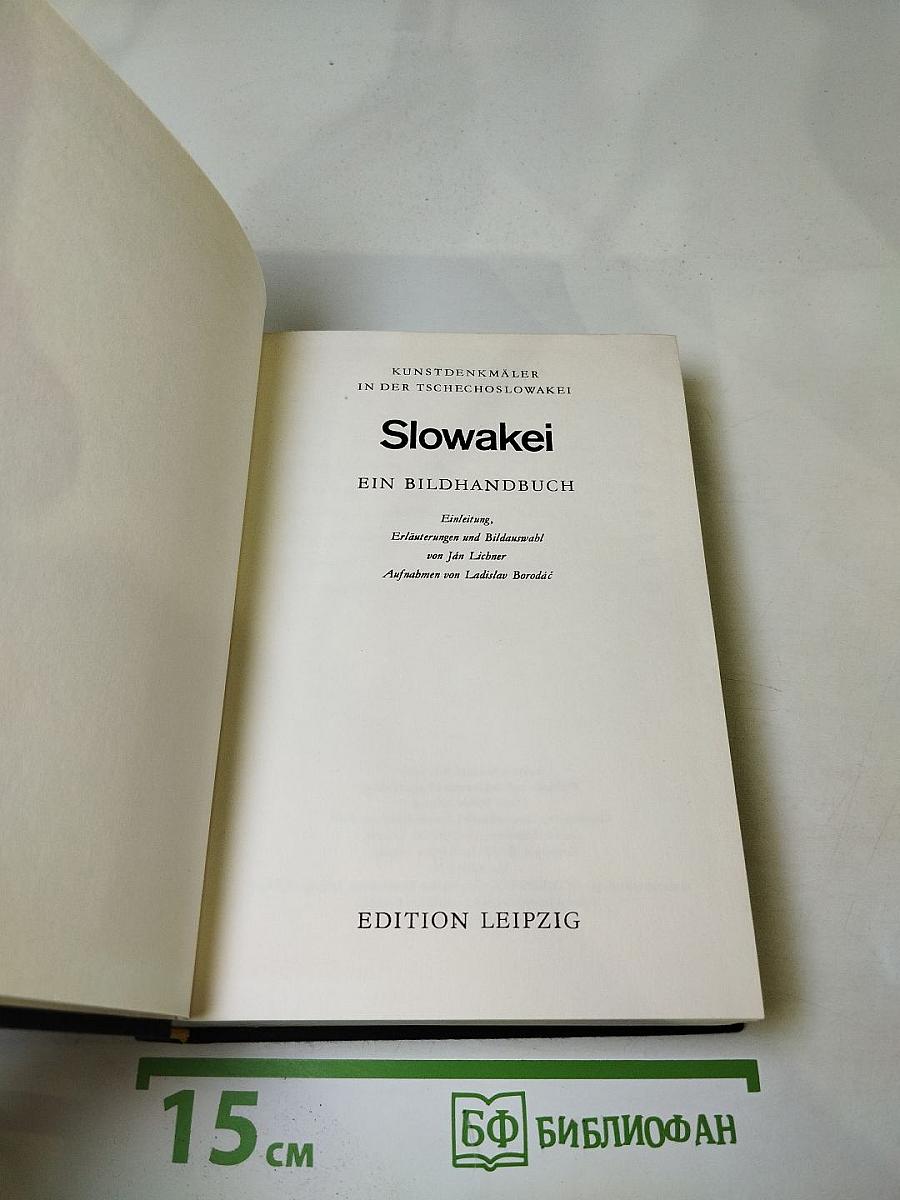 KUNSTDENKMÄLER
IN DER TSCHECHOSLOWAKEI
Slowakei
EIN BILDHANDBUCH
Einleitung,
Erläuterungen und Bildauswahl
von Ján Lichner
Aufnahmen von Ladislav Borodáč
EDITION LEIPZIG
15 см
БФ БИБЛИОФАН